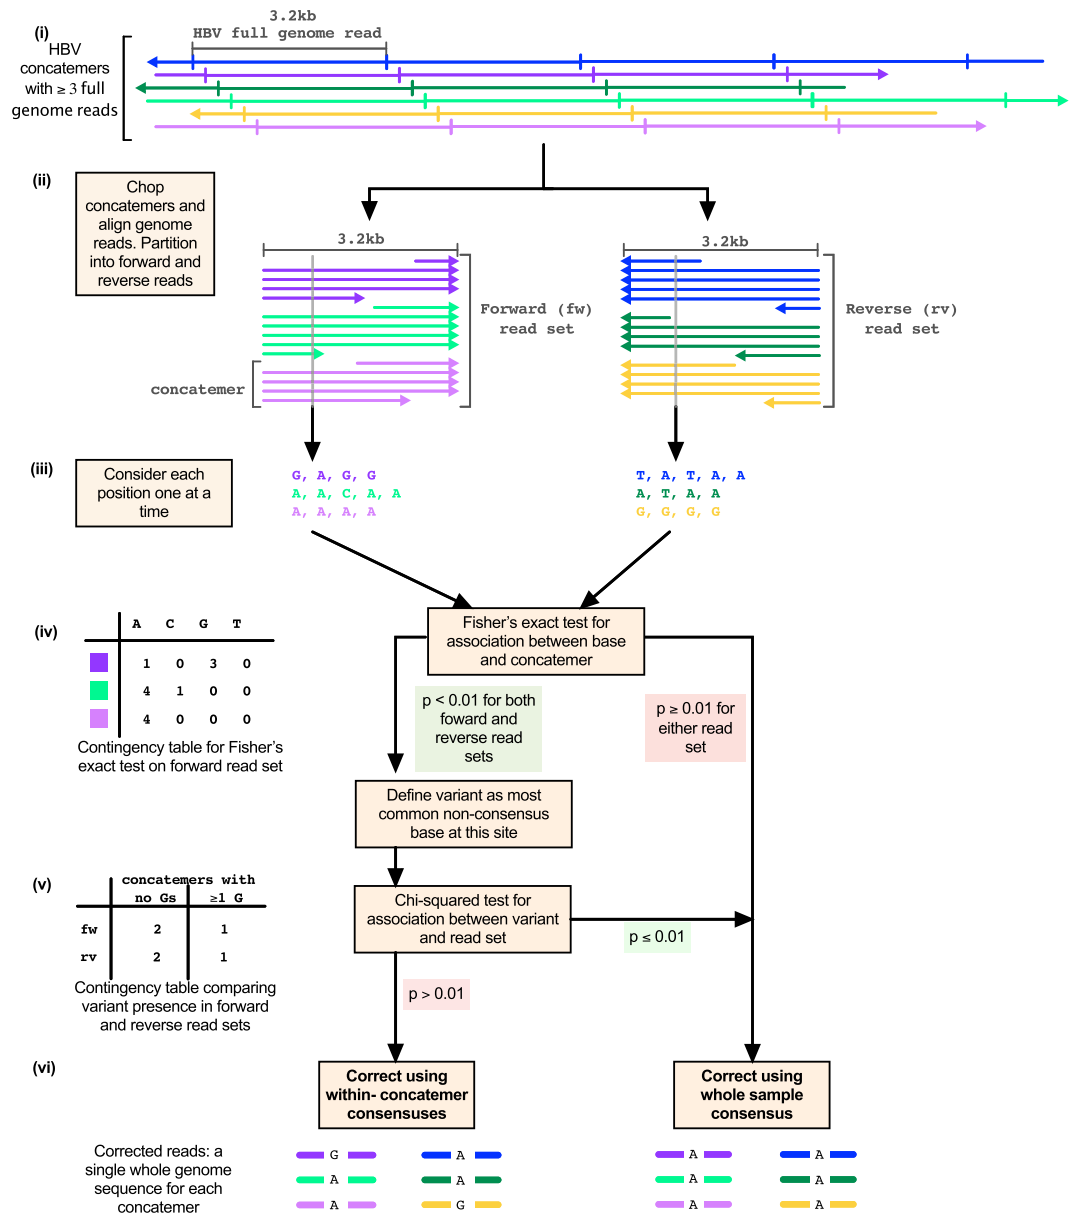 (i)
HBV
concatemers
with ≥ 3 full
genome reads
3.2kb
HBV full genome read
(ii)
Chop
concatemers and
align genome
reads. Partition
into forward and
reverse reads
3.2kb
3.2kb
Forward (fw)
read set
Reverse (rv)
read set
concatemer
(iii)
Consider each
position one at a
time
G, A, G, G
A, A, C, A, A
A, A, A, A
T, A, T, A, A
A, T, A, A
G, G, G, G
Fisher's exact test for
association between base
and concatemer
(iv)
A C G T
1 0 3 0
4 1 0 0
4 0 0 0
Contingency table for Fisher's
exact test on forward read set
p < 0.01 for both
foward and
reverse read
sets
p ≥ 0.01 for
either read
set
Define variant as most
common non-consensus
base at this site
(v)
concatemers with
no Gs ≥1 G
fw 2 1
rv 2 1
Contingency table comparing
variant presence in forward
and reverse read sets
Chi-squared test for
association between variant
and read set
p ≤ 0.01
p > 0.01
(vi)
Correct using
within- concatemer
consensuses
Correct using
whole sample
consensus
Corrected reads: a
single whole genome
sequence for each
concatemer
G A A A
A A A A
A G A A